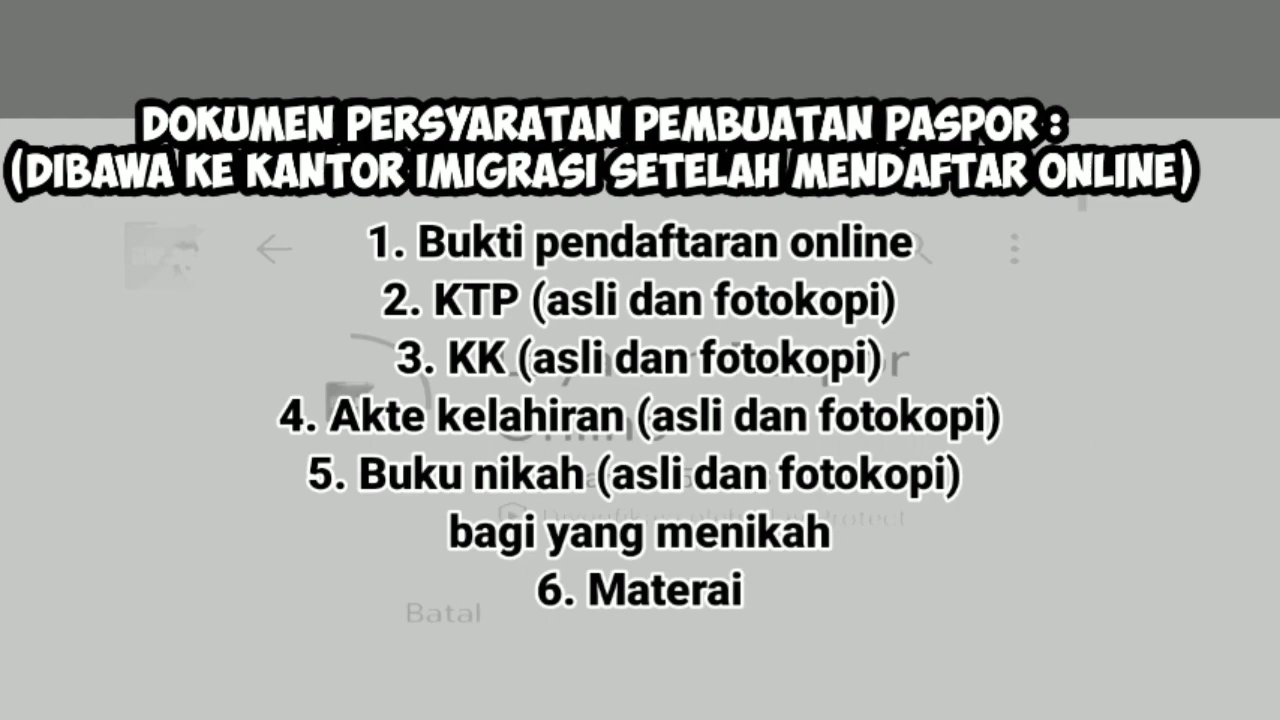 DOKUMEN PERSYARATAN PEMBUATAN PASPOR :
(DIBAWA KE KANTOR IMIGRASI SETELAH MENDAFTAR ONLINE)
1. Bukti pendaftaran online
2. KTP (asli dan fotokopi)
3. KK (asli dan fotokopi)
4. Akte kelahiran (asli dan fotokopi)
5. Buku nikah (asli dan fotokopi)
bagi yang menikah
6. Materai
Batal